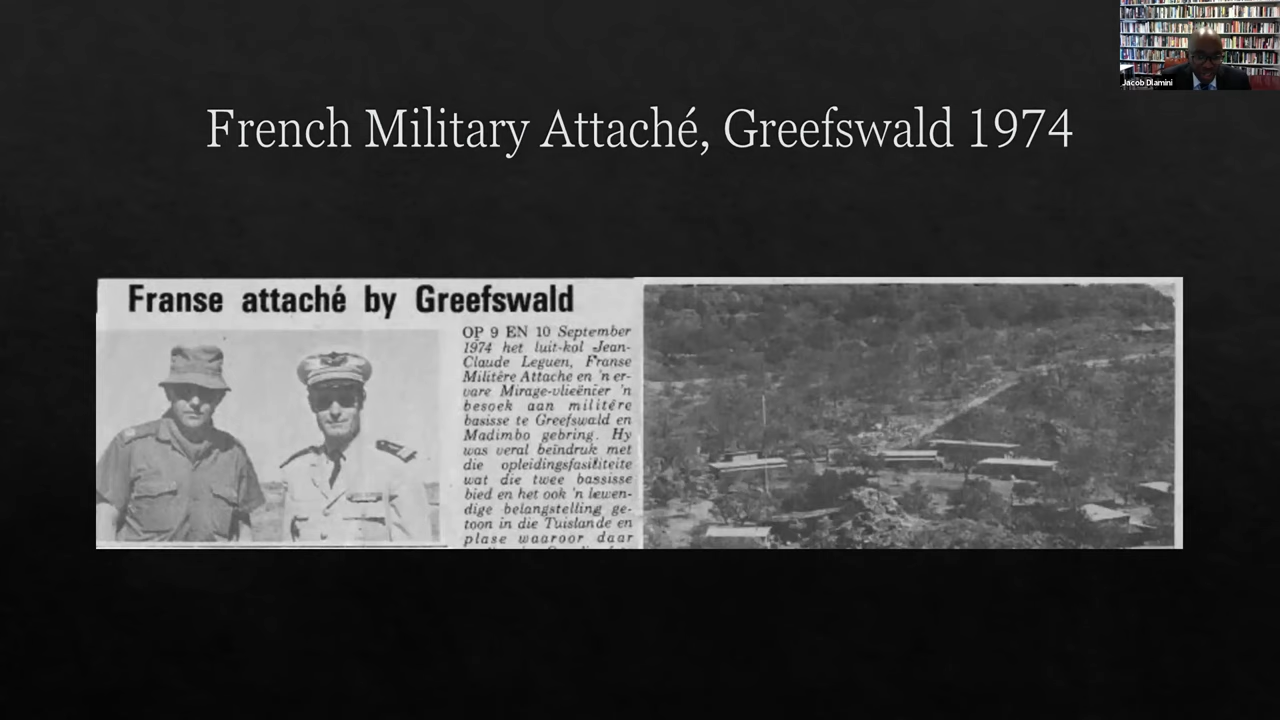 Jacob Dlamini
French Military Attaché, Greefswald 1974
Franse attaché by Greefswald
OP 9 EN 10 September
1974 het luit-kol Jean-
Claude Leguen, Franse
Militêre Attache en 'n er-
vare Mirage-vlieënier 'n
besoek aan militêre
basisse te Greefswald en
Madimbo gebring. Hy
was veral beïndruk met
die opleidingsfasiliteite
wat die twee bassisse
bied en het ook 'n lewen-
dige belangstelling ge-
toon in die Tuislande en
plase waaroor daar